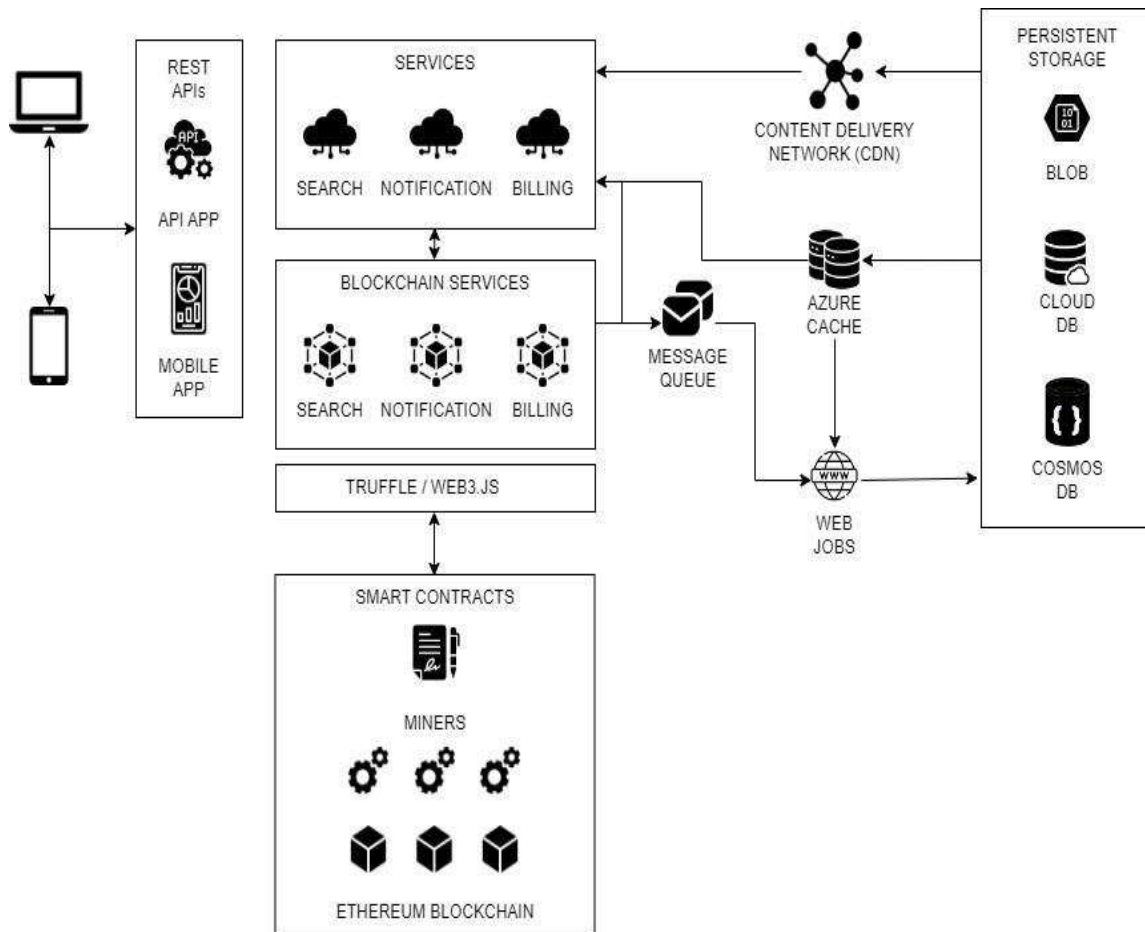 REST
APIs
API
API APP
MOBILE
APP
SERVICES
SEARCH
NOTIFICATION
BILLING
BLOCKCHAIN SERVICES
SEARCH
NOTIFICATION
BILLING
TRUFFLE / WEB3.JS
SMART CONTRACTS
MINERS
ETHEREUM BLOCKCHAIN
MESSAGE
QUEUE
CONTENT DELIVERY
NETWORK (CDN)
AZURE
CACHE
WWW
WEB
JOBS
PERSISTENT
STORAGE
10
01
BLOB
CLOUD
DB
{ }
COSMOS
DB